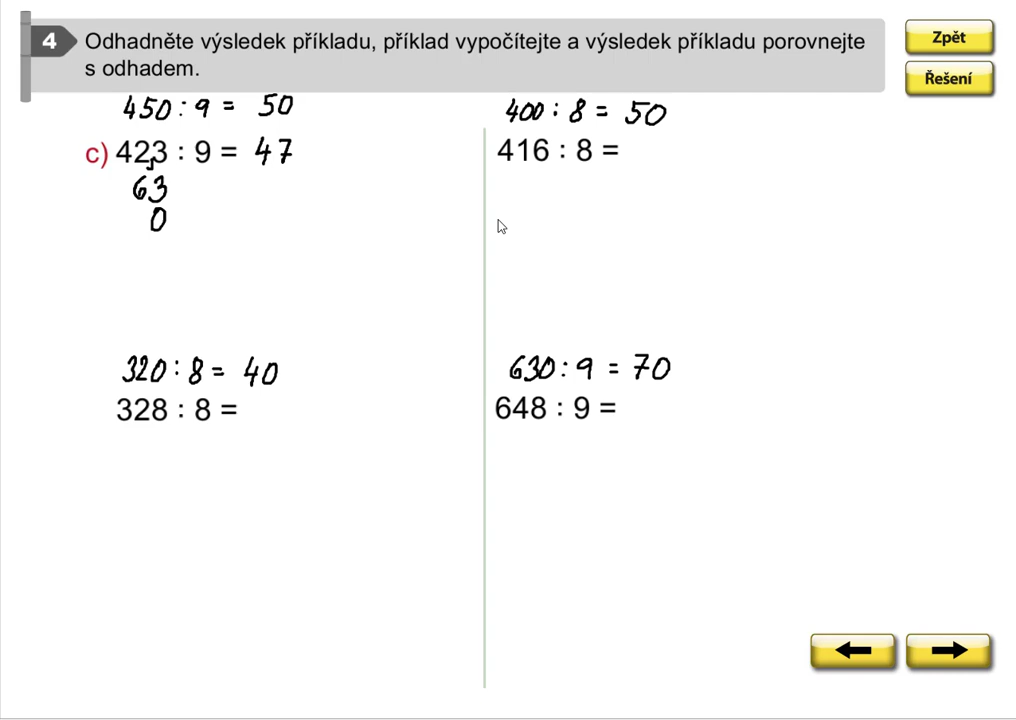 4 Odhadněte výsledek příkladu, příklad vypočítejte a výsledek příkladu porovnejte
s odhadem.
Zpět
Řešení
450 : 9 = 50
c) 423 : 9 = 47
63
0
400 : 8 = 50
416 : 8 =
320 : 8 = 40
328 : 8 =
630 : 9 = 70
648 : 9 =